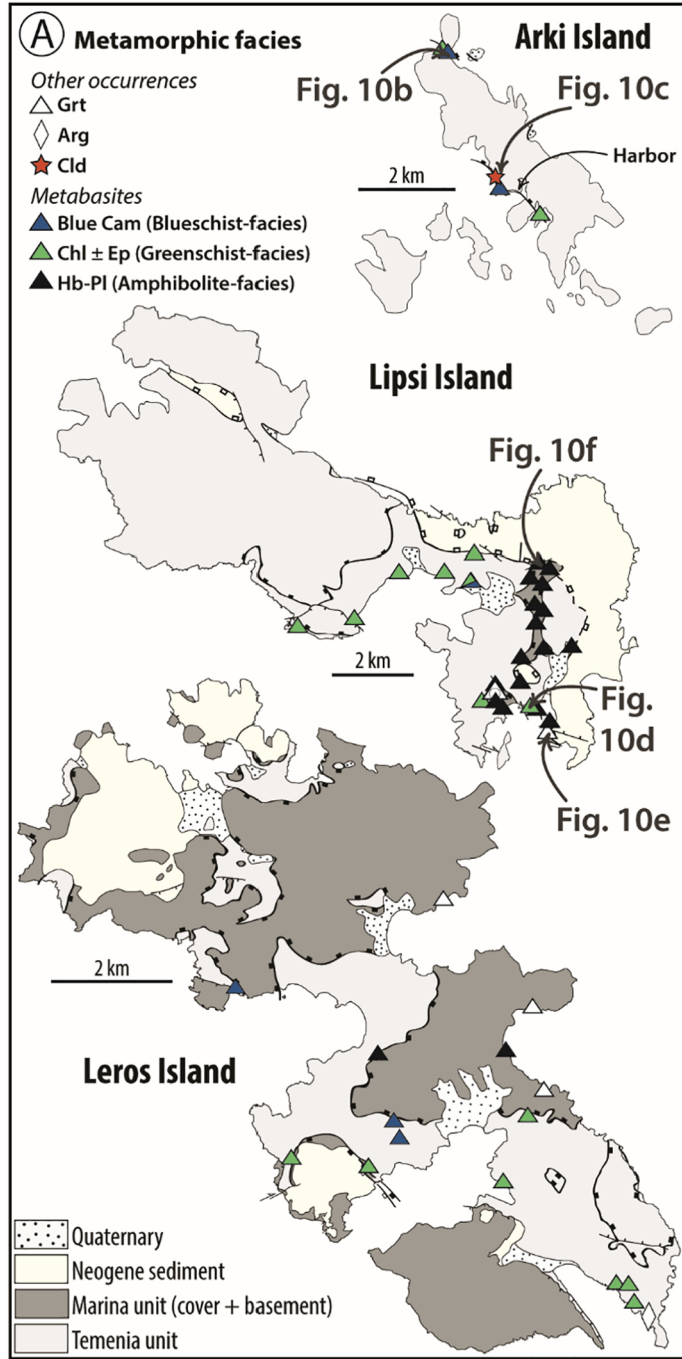 A Metamorphic facies
Other occurrences
Grt
Arg
Cld
Metabasites
Blue Cam (Blueschist-facies)
Chl ± Ep (Greenschist-facies)
Hb-Pl (Amphibolite-facies)
Arki Island
Fig. 10b
Fig. 10c
Harbor
2 km
Lipsi Island
Fig. 10f
2 km
Fig.
10d
Fig. 10e
2 km
Leros Island
Quaternary
Neogene sediment
Marina unit (cover + basement)
Temenia unit